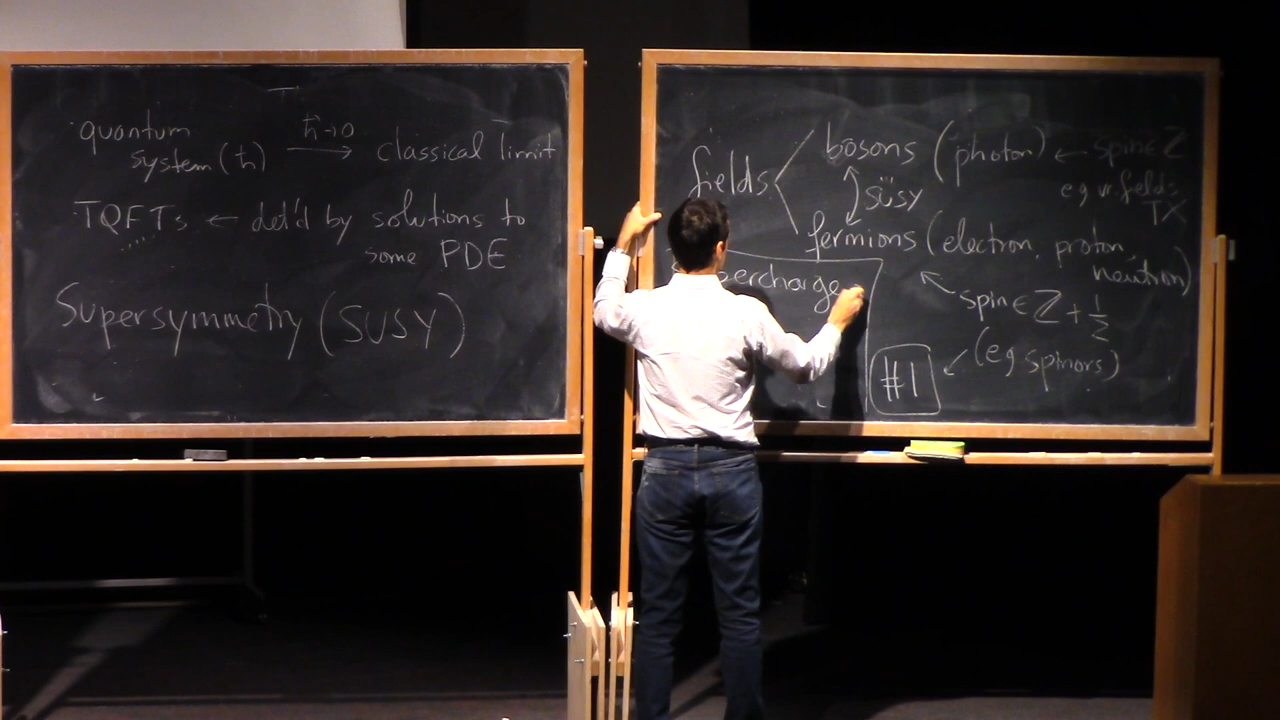 quantum
system (ħ)
ħ→0
→ classical limit
TQFTs ← det'd by solutions to
some PDE
Supersymmetry (SUSY)
fields < bosons (photon) ← spin ∈ Z
eg v. fields
TX
↕ SUSY
fermions (electron, proton,
neutron)
↖ spin ∈ Z + 1/2
(eg spinors)
#1